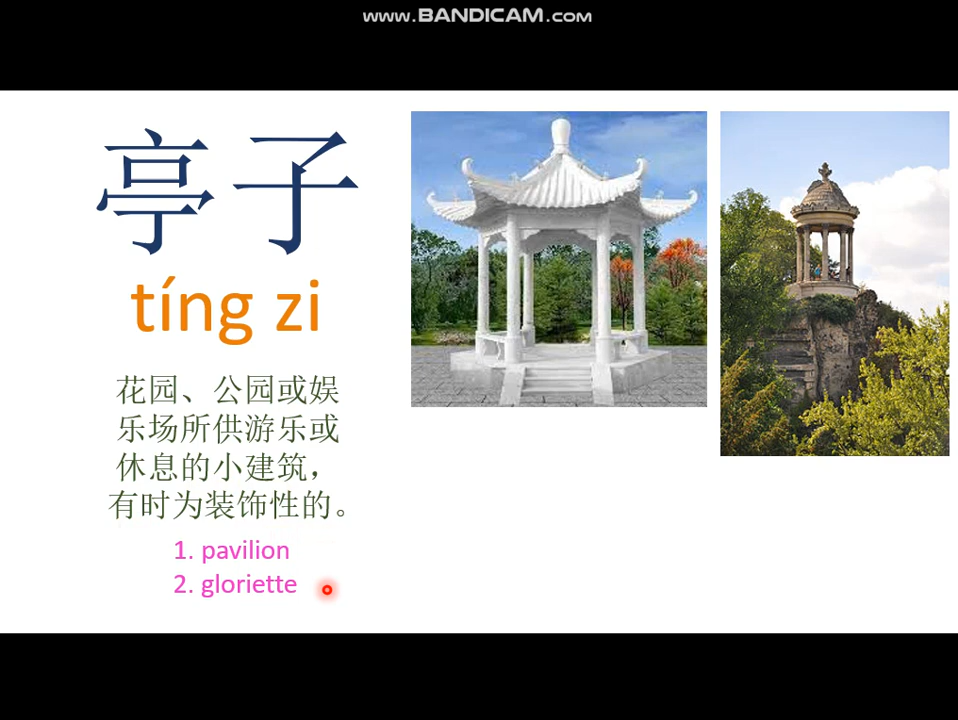 www.BANDICAM.com
亭子
tíng zi
花园、公园或娱
乐场所供游乐或
休息的小建筑，
有时为装饰性的。
1. pavilion
2. gloriette